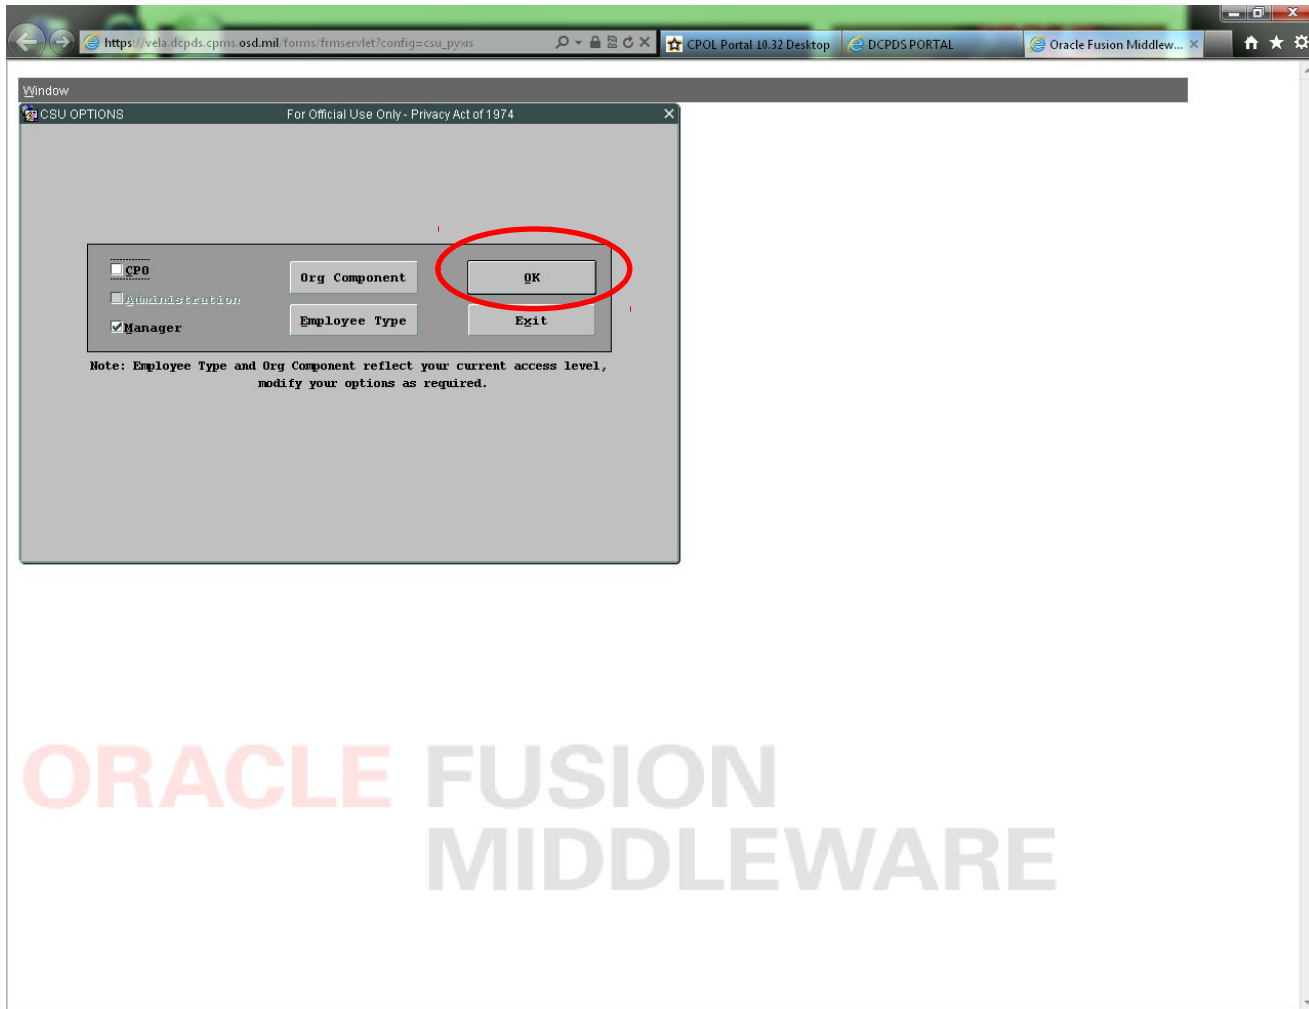 https://vela.dcpds.cpms.osd.mil/forms/frmservlet?config=csu_pyxis
CPOL Portal 10.32 Desktop
DCPDS PORTAL
Oracle Fusion Middlew...
Window
CSU OPTIONS For Official Use Only - Privacy Act of 1974
CPO
Org Component
OK
Administration
Manager
Employee Type
Exit
Note: Employee Type and Org Component reflect your current access level,
modify your options as required.
ORACLE FUSION
MIDDLEWARE